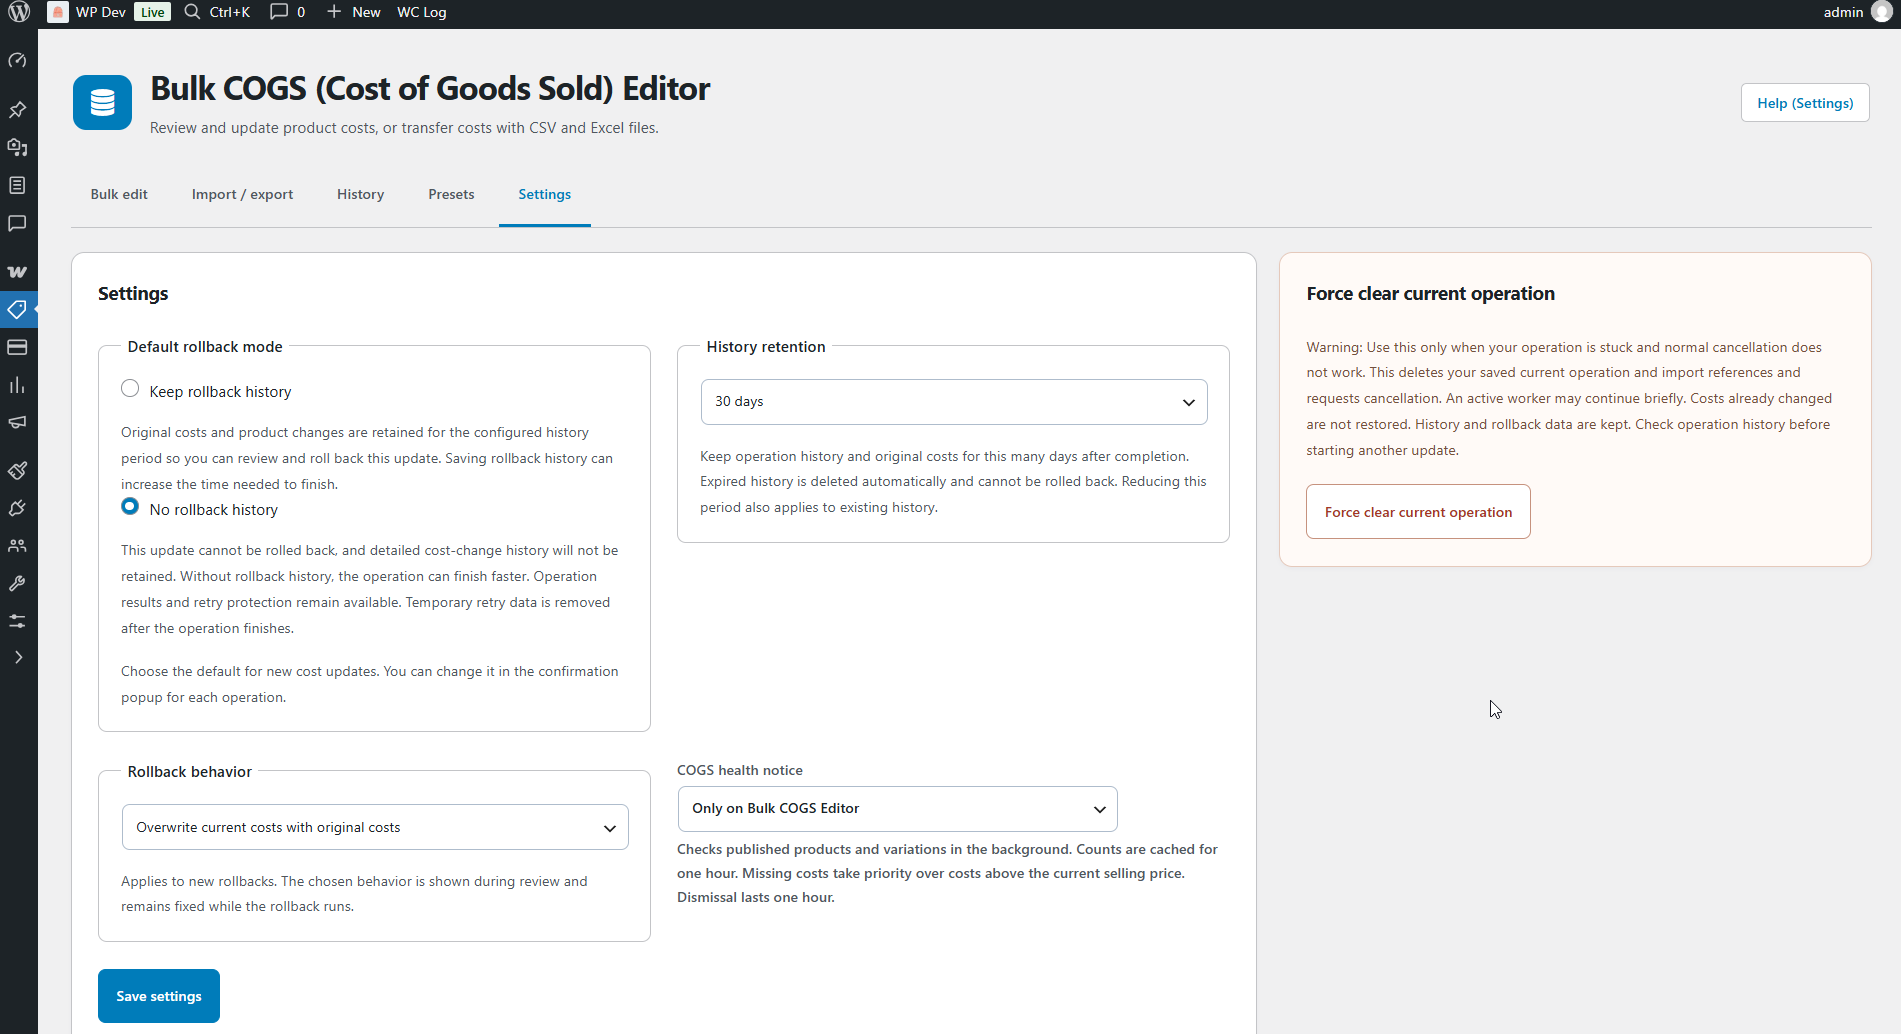 WP Dev Live Ctrl+K 0 New WC Log admin
Bulk COGS (Cost of Goods Sold) Editor
Review and update product costs, or transfer costs with CSV and Excel files.
Help (Settings)
Bulk edit Import / export History Presets Settings
Settings
Default rollback mode
Keep rollback history
Original costs and product changes are retained for the configured history
period so you can review and roll back this update. Saving rollback history can
increase the time needed to finish.
No rollback history
This update cannot be rolled back, and detailed cost-change history will not be
retained. Without rollback history, the operation can finish faster. Operation
results and retry protection remain available. Temporary retry data is removed
after the operation finishes.
Choose the default for new cost updates. You can change it in the confirmation
popup for each operation.
History retention
30 days
Keep operation history and original costs for this many days after completion.
Expired history is deleted automatically and cannot be rolled back. Reducing this
period also applies to existing history.
Rollback behavior
Overwrite current costs with original costs
Applies to new rollbacks. The chosen behavior is shown during review and
remains fixed while the rollback runs.
COGS health notice
Only on Bulk COGS Editor
Checks published products and variations in the background. Counts are cached for
one hour. Missing costs take priority over costs above the current selling price.
Dismissal lasts one hour.
Save settings
Force clear current operation
Warning: Use this only when your operation is stuck and normal cancellation does
not work. This deletes your saved current operation and import references and
requests cancellation. An active worker may continue briefly. Costs already changed
are not restored. History and rollback data are kept. Check operation history before
starting another update.
Force clear current operation